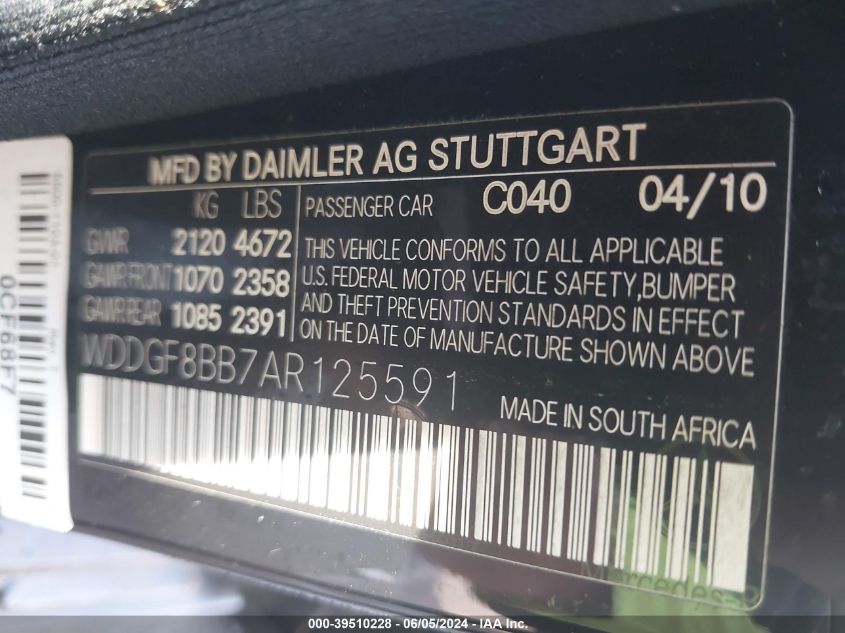 MFD BY DAIMLER AG STUTTGART
KG LBS
GVWR 2120 4672
GAWR FRONT 1070 2358
GAWR REAR 1085 2391
PASSENGER CAR C040 04/10
THIS VEHICLE CONFORMS TO ALL APPLICABLE
U.S. FEDERAL MOTOR VEHICLE SAFETY, BUMPER
AND THEFT PREVENTION STANDARDS IN EFFECT
ON THE DATE OF MANUFACTURE SHOWN ABOVE
WDDGF8BB7AR125591
MADE IN SOUTH AFRICA
0CF68F7
000-39510228 - 06/05/2024 - IAA Inc.